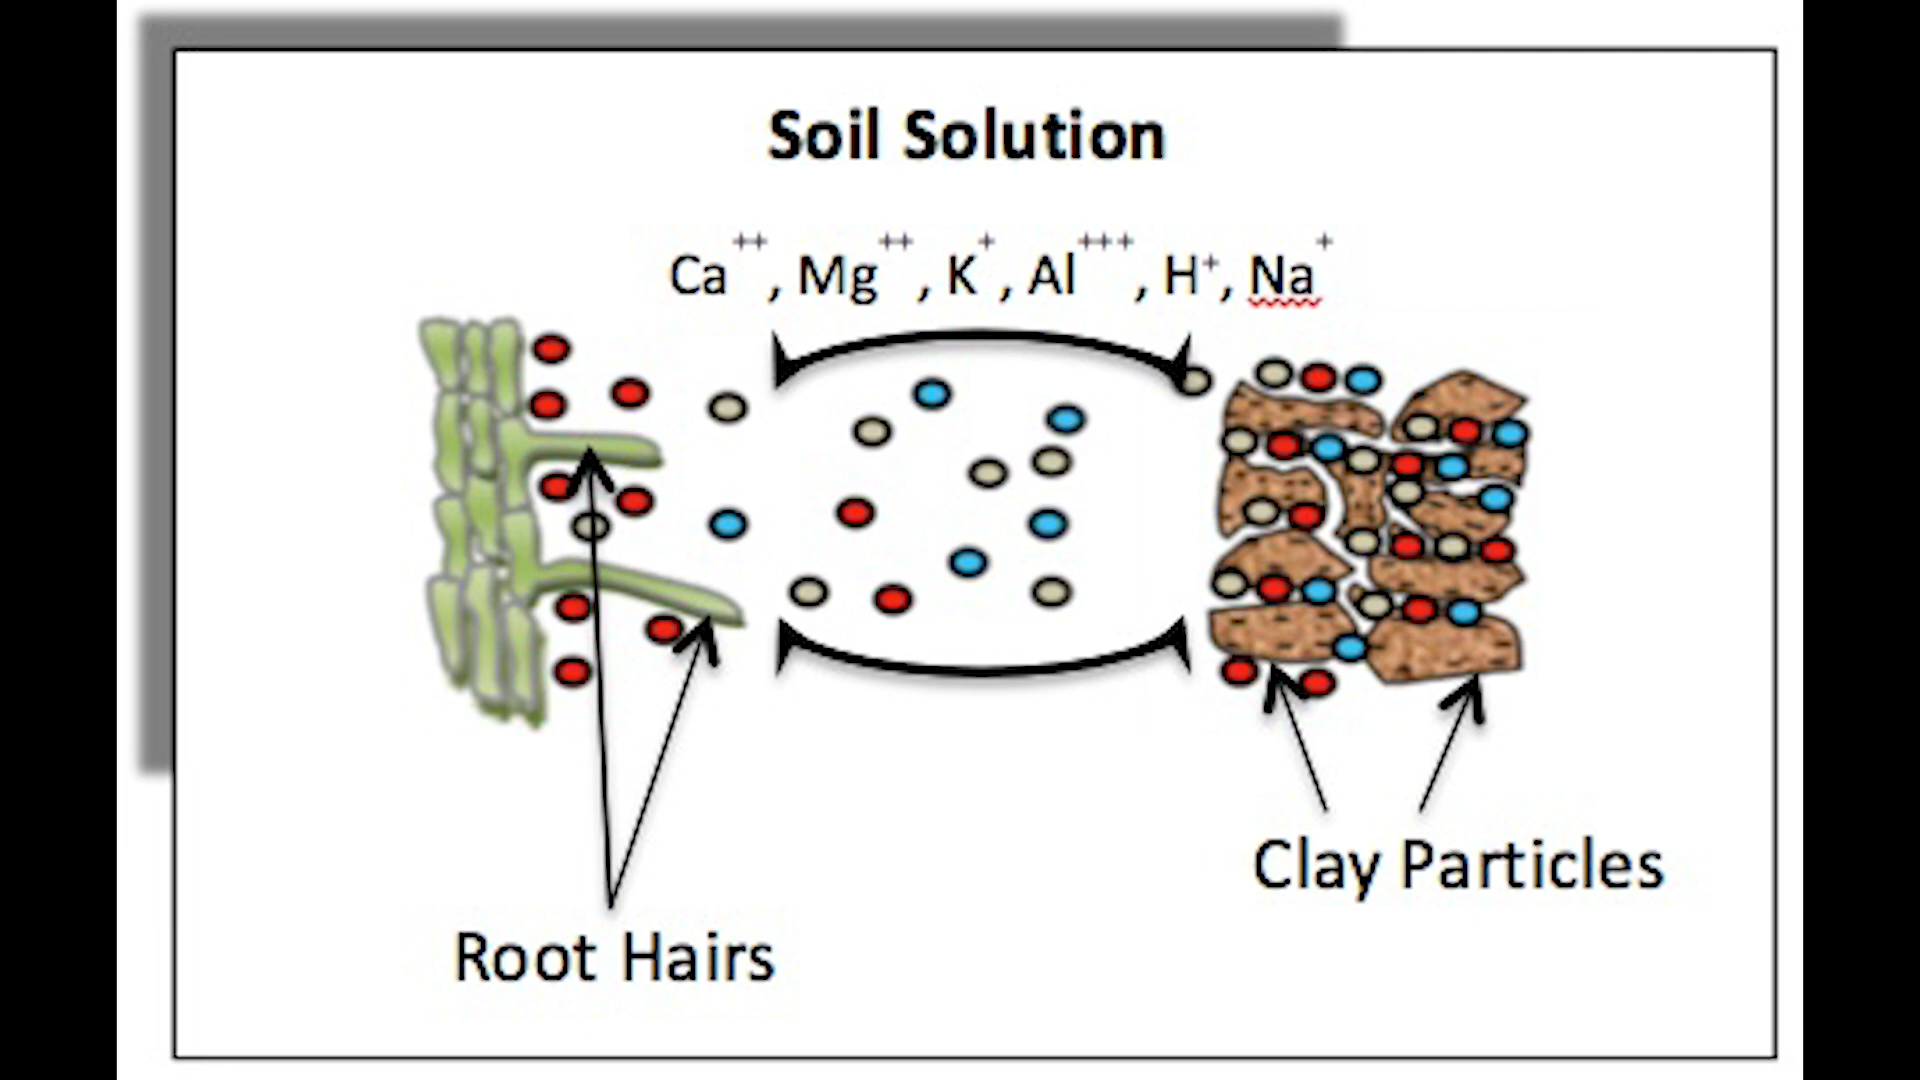 Soil Solution
Ca++, Mg++, K+, Al+++, H+, Na+
Clay Particles
Root Hairs